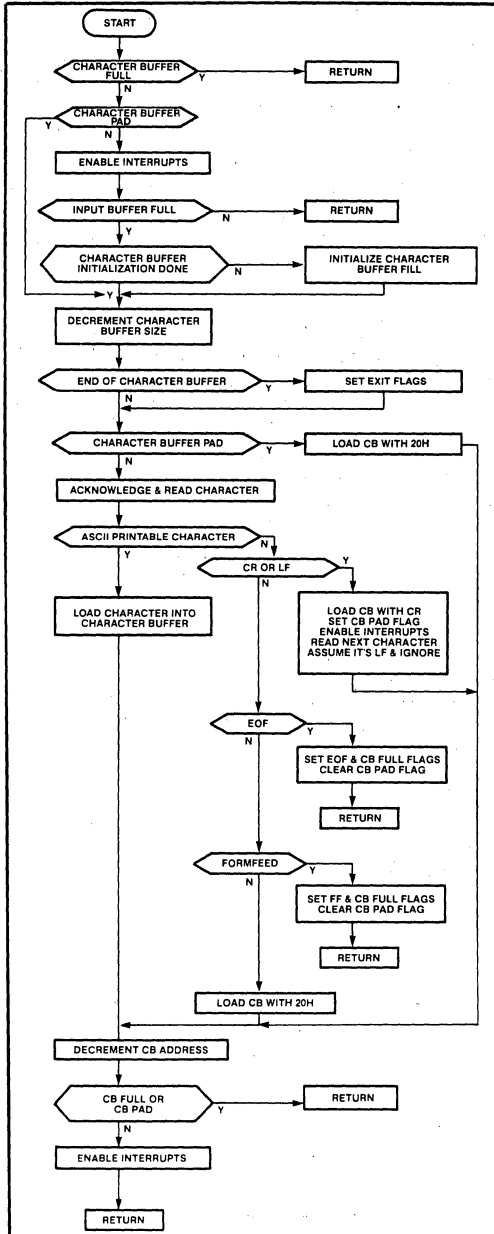 START
CHARACTER BUFFER
FULL
Y
RETURN
N
CHARACTER BUFFER
PAD
Y
N
ENABLE INTERRUPTS
INPUT BUFFER FULL
N
RETURN
Y
CHARACTER BUFFER
INITIALIZATION DONE
N
INITIALIZE CHARACTER
BUFFER FILL
Y
DECREMENT CHARACTER
BUFFER SIZE
END OF CHARACTER BUFFER
Y
SET EXIT FLAGS
N
CHARACTER BUFFER PAD
Y
LOAD CB WITH 20H
N
ACKNOWLEDGE & READ CHARACTER
ASCII PRINTABLE CHARACTER
N
Y
CR OR LF
Y
N
LOAD CHARACTER INTO
CHARACTER BUFFER
LOAD CB WITH CR
SET CB PAD FLAG
ENABLE INTERRUPTS
READ NEXT CHARACTER
ASSUME IT'S LF & IGNORE
EOF
Y
N
SET EOF & CB FULL FLAGS
CLEAR CB PAD FLAG
RETURN
FORMFEED
Y
N
SET FF & CB FULL FLAGS
CLEAR CB PAD FLAG
RETURN
LOAD CB WITH 20H
DECREMENT CB ADDRESS
CB FULL OR
CB PAD
Y
RETURN
N
ENABLE INTERRUPTS
RETURN